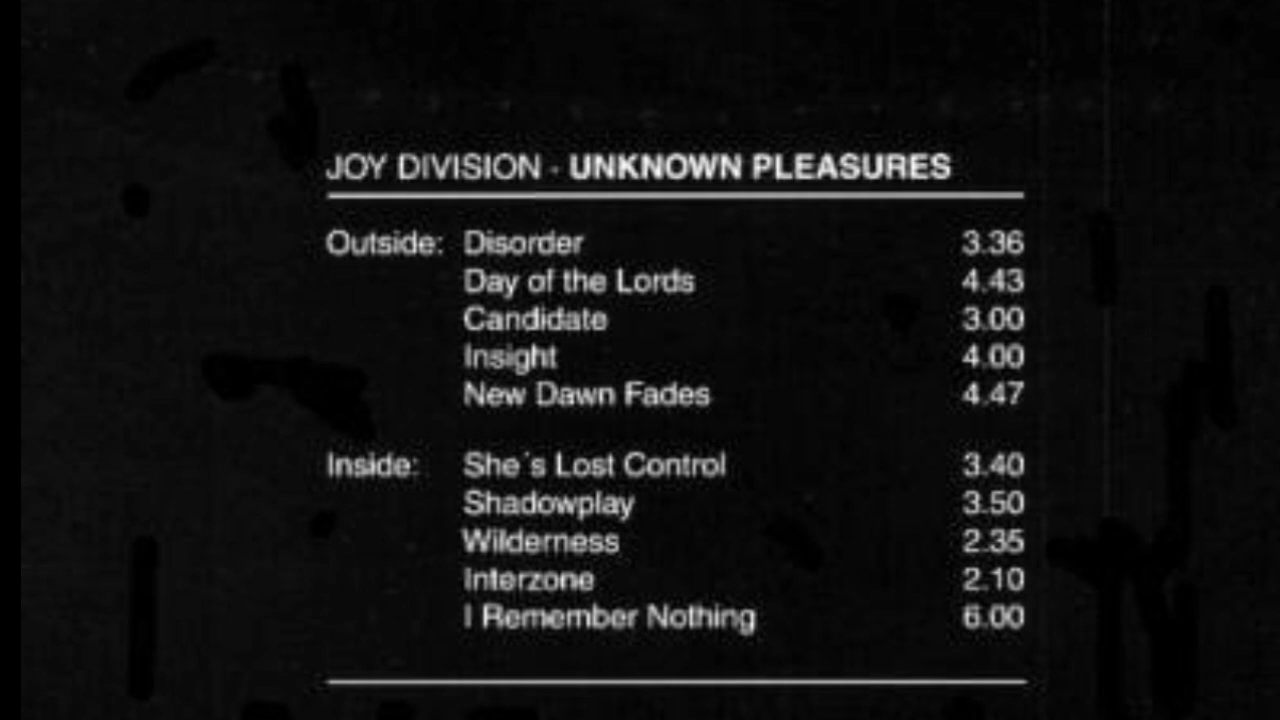 JOY DIVISION - UNKNOWN PLEASURES
Outside: Disorder 3.36
Day of the Lords 4.43
Candidate 3.00
Insight 4.00
New Dawn Fades 4.47
Inside: She´s Lost Control 3.40
Shadowplay 3.50
Wilderness 2.35
Interzone 2.10
I Remember Nothing 6.00